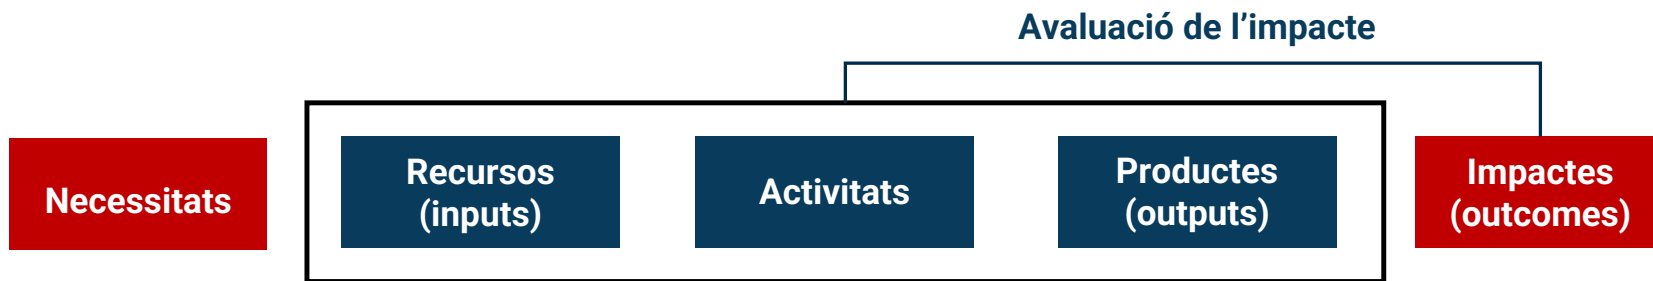 Avaluació de l’impacte
Necessitats
Recursos
(inputs)
Activitats
Productes
(outputs)
Impactes
(outcomes)